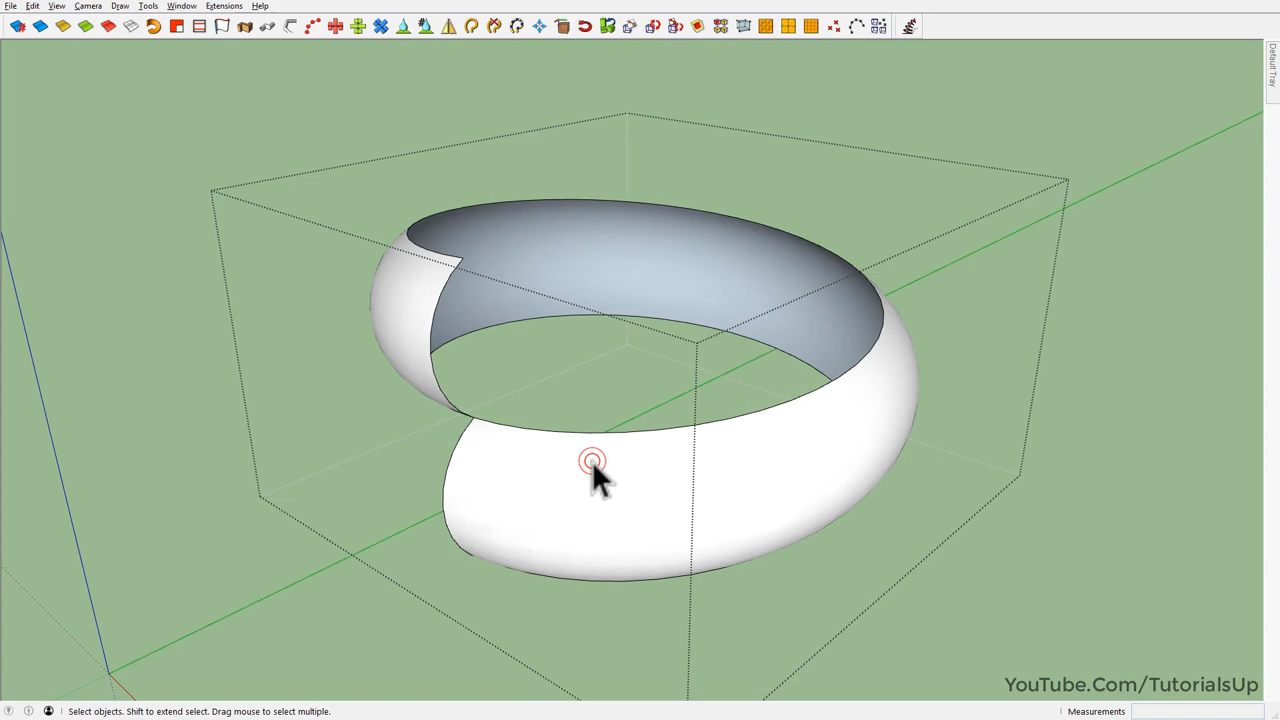 File Edit View Camera Draw Tools Window Extensions Help
Default Tray
YouTube.Com/TutorialsUp
Select objects. Shift to extend select. Drag mouse to select multiple.
Measurements